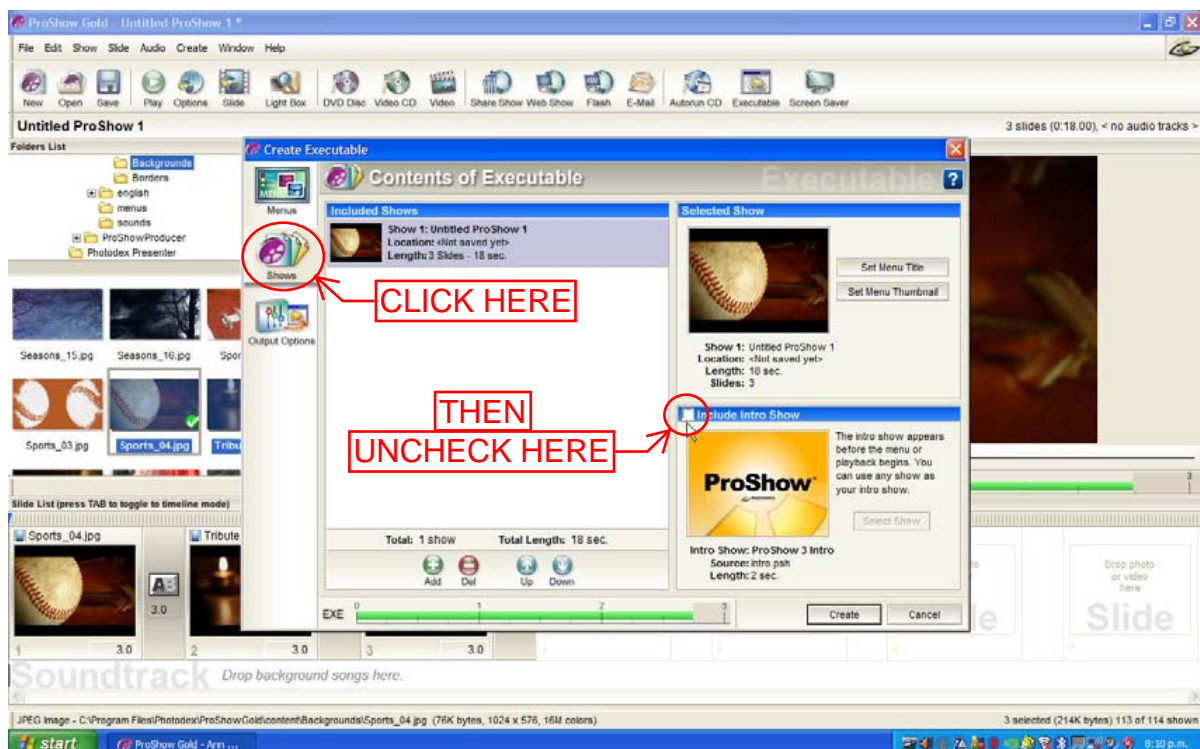 ProShow Gold - Untitled ProShow 1 *
File Edit Show Slide Audio Create Window Help
New Open Save Play Options Slide Light Box DVD Disc Video CD Video Share Show Web Show Flash E-Mail Autorun CD Executable Screen Saver
Untitled ProShow 1
3 slides (0:18.00), < no audio tracks >
Folders List
Backgrounds
Borders
english
menus
sounds
ProShowProducer
Photodex Presenter
Seasons_15.jpg Seasons_16.jpg Spor
Sports_03.jpg Sports_04.jpg Tribu
Create Executable
Menus
Shows
Output Options
Contents of Executable
Executable
Included Shows
Show 1: Untitled ProShow 1
Location: <Not saved yet>
Length: 3 Slides - 18 sec.
CLICK HERE
THEN
UNCHECK HERE
Total: 1 show Total Length: 18 sec.
Add Del Up Down
Selected Show
Set Menu Title
Set Menu Thumbnail
Show 1: Untitled ProShow 1
Location: <Not saved yet>
Length: 18 sec.
Slides: 3
Include Intro Show
ProShow
The intro show appears
before the menu or
playback begins. You
can use any show as
your intro show.
Select Show
Intro Show: ProShow 3 Intro
Source: intro.psh
Length: 2 sec.
EXE 0 1 2 3
Create Cancel
3
Slide List (press TAB to toggle to timeline mode)
Sports_04.jpg
Tribute
AB
3.0
1 3.0
2 3.0
3 3.0
Drop photo
or video
here
Slide
Soundtrack Drop background songs here.
JPEG Image - C:\Program Files\Photodex\ProShowGold\content\Backgrounds\Sports_04.jpg (76K bytes, 1024 x 576, 16M colors)
3 selected (214K bytes) 113 of 114 shown
start
ProShow Gold - Ann ...
8:10 p.m.